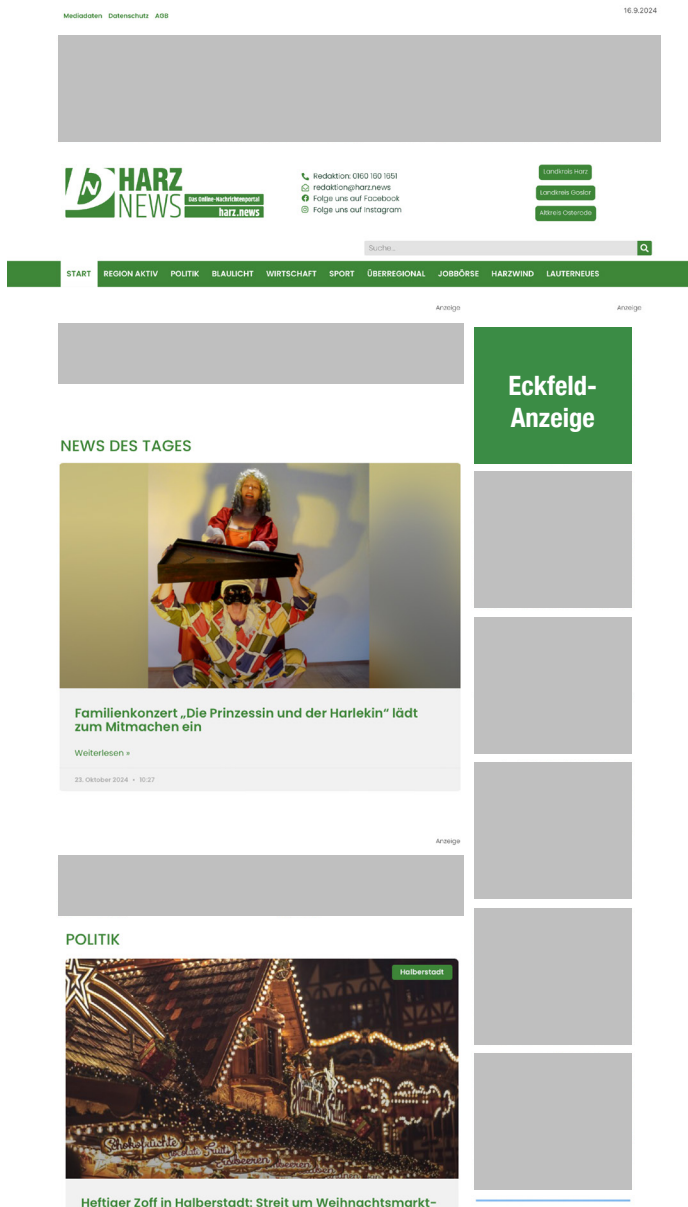 Mediadaten Datenschutz AGB
16.9.2024
HARZ
NEWS
Das Online-Nachrichtenportal
harz.news
Redaktion: 0160 160 1651
redaktion@harz.news
Folge uns auf Facebook
Folge uns auf Instagram
Landkreis Harz
Landkreis Goslar
Altkreis Osterode
Suche...
START REGION AKTIV POLITIK BLAULICHT WIRTSCHAFT SPORT ÜBERREGIONAL JOBBÖRSE HARZWIND LAUTERNEUES
Anzeige
Anzeige
Eckfeld-
Anzeige
NEWS DES TAGES
Familienkonzert „Die Prinzessin und der Harlekin“ lädt
zum Mitmachen ein
Weiterlesen »
23. Oktober 2024 • 10:27
Anzeige
POLITIK
Halberstadt
Schokofrüchte
Erdbeeren
Heftiger Zoff in Halberstadt: Streit um Weihnachtsmarkt-